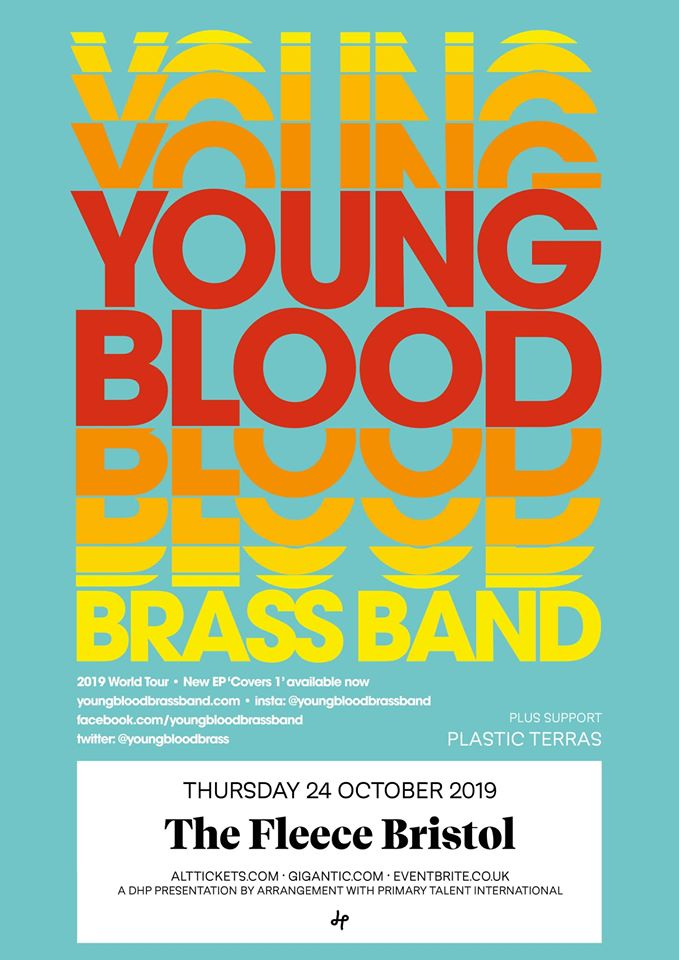 YOUNG
YOUNG
YOUNG
YOUNG
BLOOD
BLOOD
BLOOD
BLOOD
BRASS BAND
2019 World Tour • New EP ‘Covers 1’ available now
youngbloodbrassband.com • insta: @youngbloodbrassband
facebook.com/youngbloodbrassband
twitter: @youngbloodbrass
PLUS SUPPORT
PLASTIC TERRAS
THURSDAY 24 OCTOBER 2019
The Fleece Bristol
ALTTICKETS.COM · GIGANTIC.COM · EVENTBRITE.CO.UK
A DHP PRESENTATION BY ARRANGEMENT WITH PRIMARY TALENT INTERNATIONAL
dp